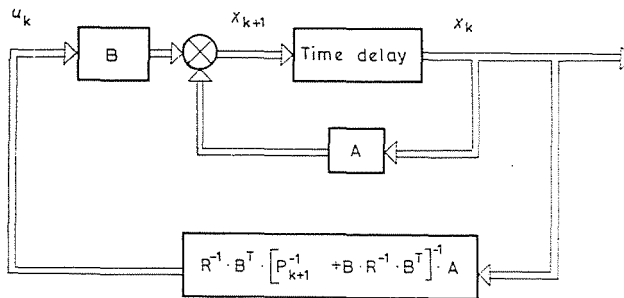 u_k
x_{k+1}
x_k
B
Time delay
A
R^{-1} · B^T · [P_{k+1}^{-1} +B · R^{-1} · B^T]^{-1} · A